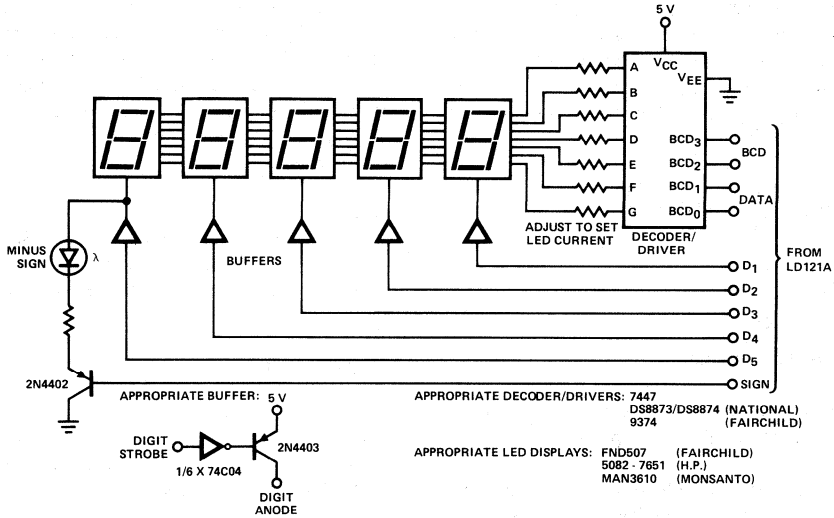 5 V
VCC
VEE
A
B
C
D
E
F
G
BCD3
BCD2
BCD1
BCD0
BCD
DATA
ADJUST TO SET
LED CURRENT
DECODER/
DRIVER
FROM
LD121A
MINUS
SIGN
λ
BUFFERS
D1
D2
D3
D4
D5
SIGN
2N4402
APPROPRIATE BUFFER:
5 V
DIGIT
STROBE
1/6 X 74C04
2N4403
DIGIT
ANODE
APPROPRIATE DECODER/DRIVERS: 7447
DS8873/DS8874 (NATIONAL)
9374 (FAIRCHILD)
APPROPRIATE LED DISPLAYS: FND507 (FAIRCHILD)
5082 - 7651 (H.P.)
MAN3610 (MONSANTO)